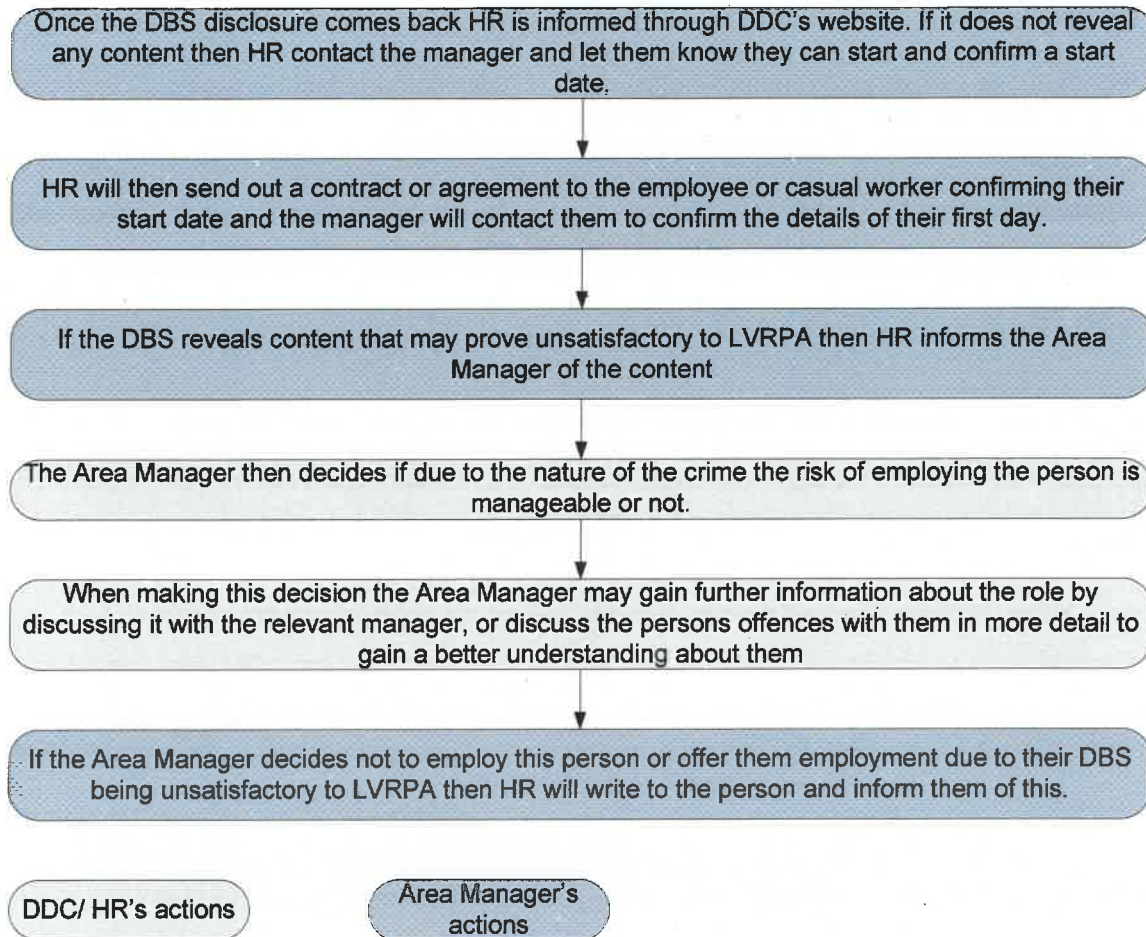 Once the DBS disclosure comes back HR is informed through DDC's website. If it does not reveal
any content then HR contact the manager and let them know they can start and confirm a start
date.
HR will then send out a contract or agreement to the employee or casual worker confirming their
start date and the manager will contact them to confirm the details of their first day.
If the DBS reveals content that may prove unsatisfactory to LVRPA then HR informs the Area
Manager of the content
The Area Manager then decides if due to the nature of the crime the risk of employing the person is
manageable or not.
When making this decision the Area Manager may gain further information about the role by
discussing it with the relevant manager, or discuss the persons offences with them in more detail to
gain a better understanding about them
If the Area Manager decides not to employ this person or offer them employment due to their DBS
being unsatisfactory to LVRPA then HR will write to the person and inform them of this.
DDC/ HR's actions
Area Manager's
actions